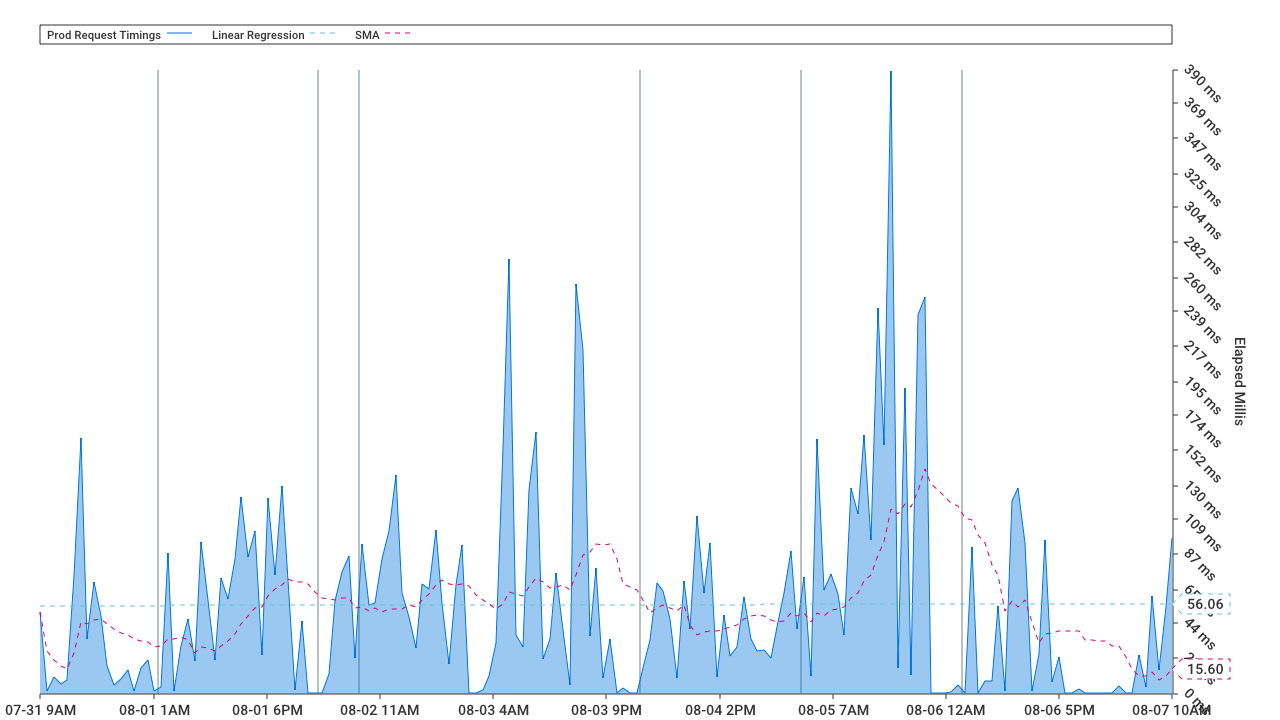 Prod Request Timings Linear Regression SMA
390 ms
369 ms
347 ms
325 ms
304 ms
282 ms
260 ms
239 ms
217 ms
195 ms
174 ms
152 ms
130 ms
109 ms
87 ms
56.06
44 ms
15.60
Elapsed Millis
07-31 9AM 08-01 1AM 08-01 6PM 08-02 11AM 08-03 4AM 08-03 9PM 08-04 2PM 08-05 7AM 08-06 12AM 08-06 5PM 08-07 10AM